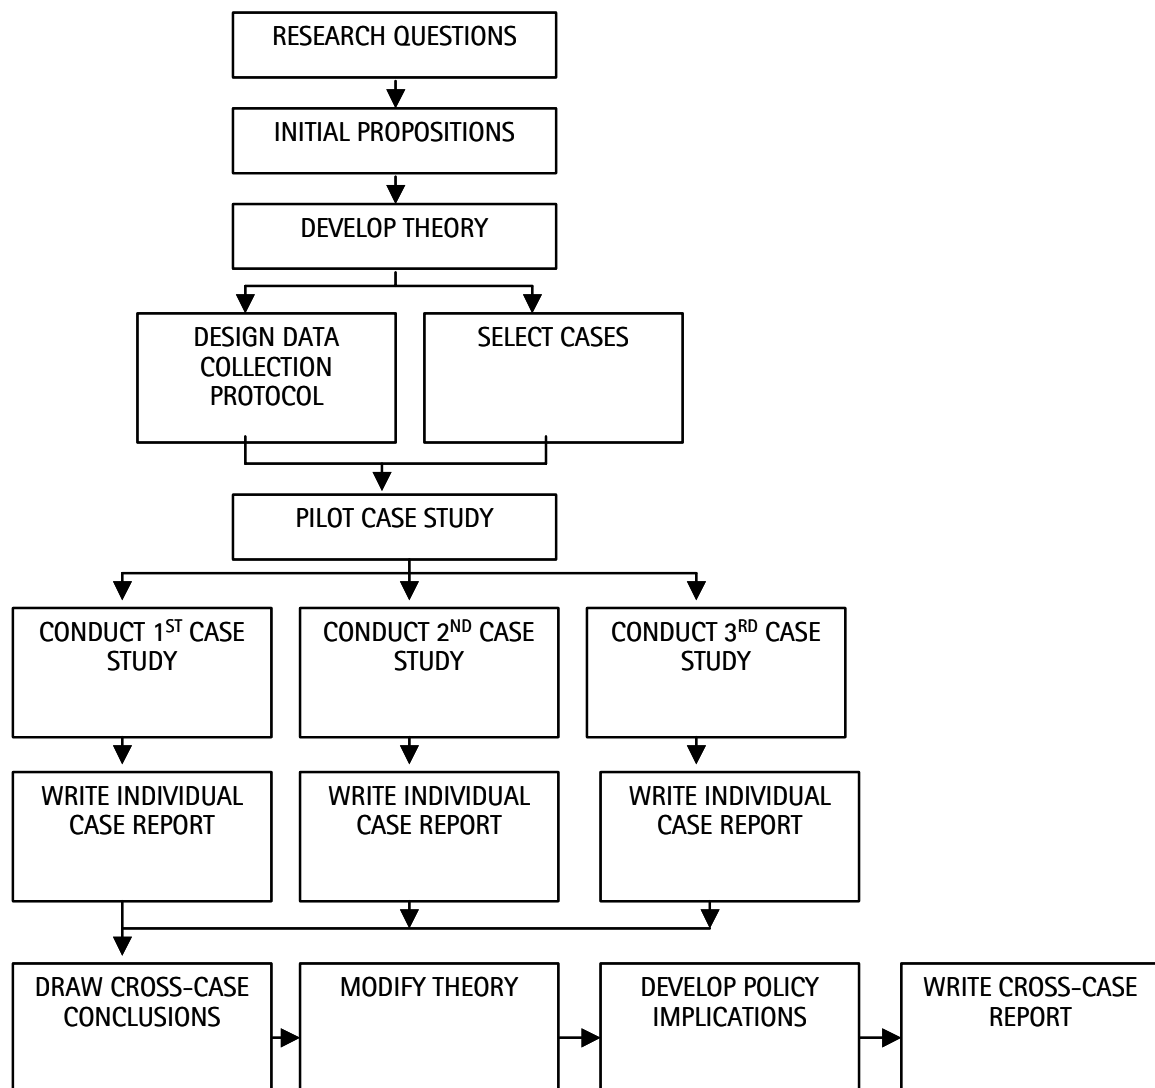 RESEARCH QUESTIONS
INITIAL PROPOSITIONS
DEVELOP THEORY
DESIGN DATA
COLLECTION
PROTOCOL
SELECT CASES
PILOT CASE STUDY
CONDUCT 1ST CASE
STUDY
CONDUCT 2ND CASE
STUDY
CONDUCT 3RD CASE
STUDY
WRITE INDIVIDUAL
CASE REPORT
WRITE INDIVIDUAL
CASE REPORT
WRITE INDIVIDUAL
CASE REPORT
DRAW CROSS-CASE
CONCLUSIONS
MODIFY THEORY
DEVELOP POLICY
IMPLICATIONS
WRITE CROSS-CASE
REPORT